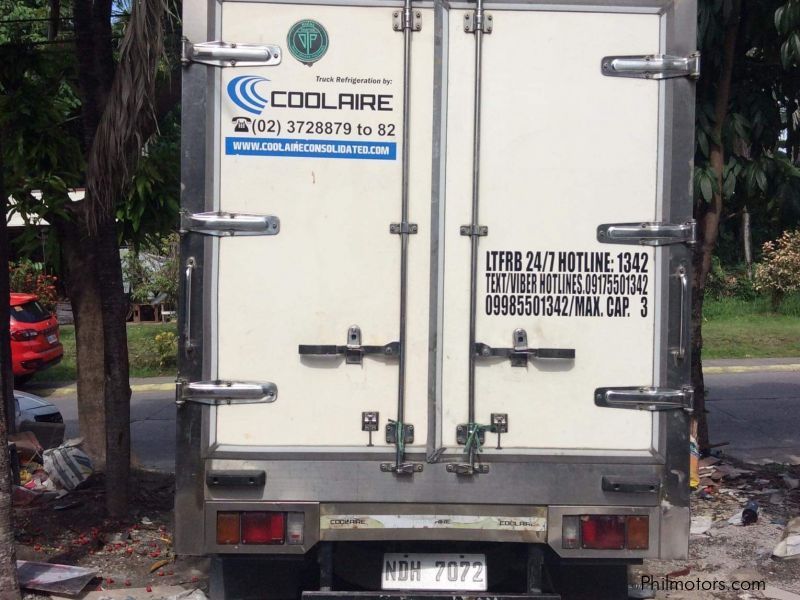 Truck Refrigeration by:
COOLAIRE
(02) 3728879 to 82
WWW.COOLAIRECONSOLIDATED.COM
LTFRB 24/7 HOTLINE: 1342
TEXT/VIBER HOTLINES.09175501342
09985501342/MAX. CAP. 3
COOLAIRE AIRE COOLAIRE
NDH 7072
Philmotors.com